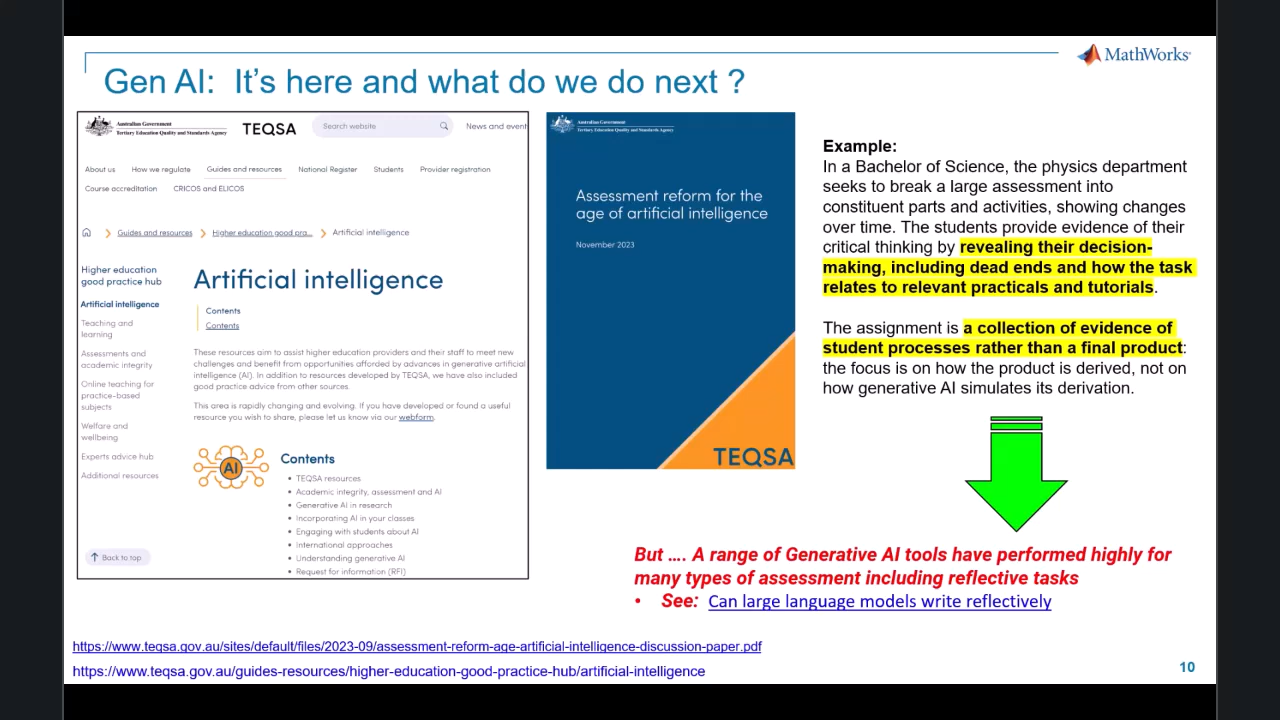 Gen AI:  It's here and what do we do next ?
MathWorks®
Australian Government
Tertiary Education Quality and Standards Agency
TEQSA
Search website
News and event
About us
How we regulate
Guides and resources
National Register
Students
Provider registration
Course accreditation
CRICOS and ELICOS
Guides and resources
Higher education good pra...
Artificial intelligence
Higher education
good practice hub
Artificial intelligence
Teaching and
learning
Assessments and
academic integrity
Online teaching for
practice-based
subjects
Welfare and
wellbeing
Experts advice hub
Additional resources
Back to top
Artificial intelligence
Contents
Contents
These resources aim to assist higher education providers and their staff to meet new
challenges and benefit from opportunities afforded by advances in generative artificial
intelligence (AI). In addition to resources developed by TEQSA, we have also included
good practice advice from other sources.
This area is rapidly changing and evolving. If you have developed or found a useful
resource you wish to share, please let us know via our webform.
AI
Contents
• TEQSA resources
• Academic integrity, assessment and AI
• Generative AI in research
• Incorporating AI in your classes
• Engaging with students about AI
• International approaches
• Understanding generative AI
• Request for information (RFI)
Australian Government
Tertiary Education Quality and Standards Agency
Assessment reform for the
age of artificial intelligence
November 2023
TEQSA
Example:
In a Bachelor of Science, the physics department
seeks to break a large assessment into
constituent parts and activities, showing changes
over time. The students provide evidence of their
critical thinking by revealing their decision-
making, including dead ends and how the task
relates to relevant practicals and tutorials.
The assignment is a collection of evidence of
student processes rather than a final product:
the focus is on how the product is derived, not on
how generative AI simulates its derivation.
But …. A range of Generative AI tools have performed highly for
many types of assessment including reflective tasks
• See: Can large language models write reflectively
https://www.teqsa.gov.au/sites/default/files/2023-09/assessment-reform-age-artificial-intelligence-discussion-paper.pdf
https://www.teqsa.gov.au/guides-resources/higher-education-good-practice-hub/artificial-intelligence
10